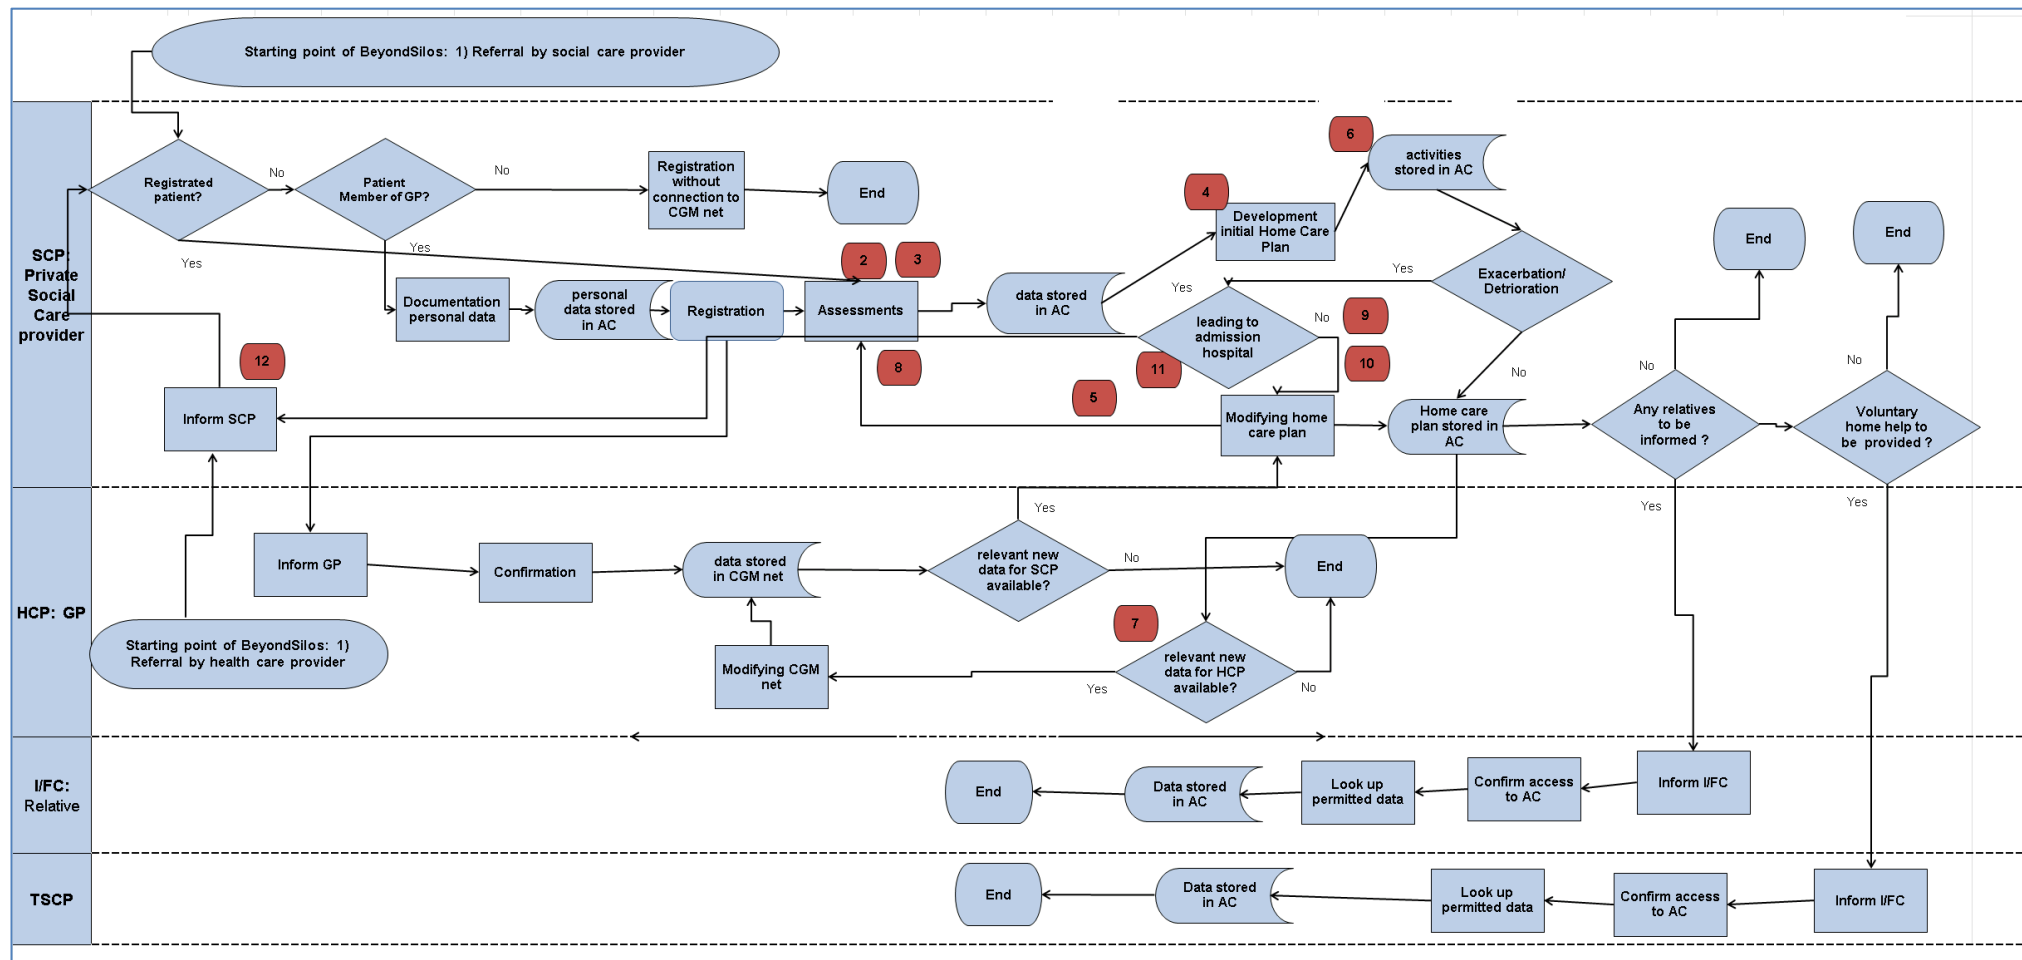 Starting point of BeyondSilos: 1) Referral by social care provider
SCP:
Private
Social
Care
provider
Registrated
patient?
No
Yes
Patient
Member of GP?
No
Yes
Registration
without
connection to
CGM net
End
Documentation
personal data
personal
data stored
in AC
Registration
2
3
Assessments
8
data stored
in AC
4
Development
initial Home Care
Plan
6
activities
stored in AC
Exacerbation/
Detrioration
Yes
No
Yes
leading to
admission
hospital
No
9
10
11
5
Modifying home
care plan
Home care
plan stored in
AC
Any relatives
to be
informed ?
No
Yes
End
Voluntary
home help to
be provided ?
No
Yes
End
12
Inform SCP
HCP: GP
Inform GP
Confirmation
data stored
in CGM net
relevant new
data for SCP
available?
Yes
No
End
Starting point of BeyondSilos: 1)
Referral by health care provider
Modifying CGM
net
7
relevant new
data for HCP
available?
Yes
No
I/FC:
Relative
End
Data stored
in AC
Look up
permitted data
Confirm access
to AC
Inform I/FC
TSCP
End
Data stored
in AC
Look up
permitted data
Confirm access
to AC
Inform I/FC